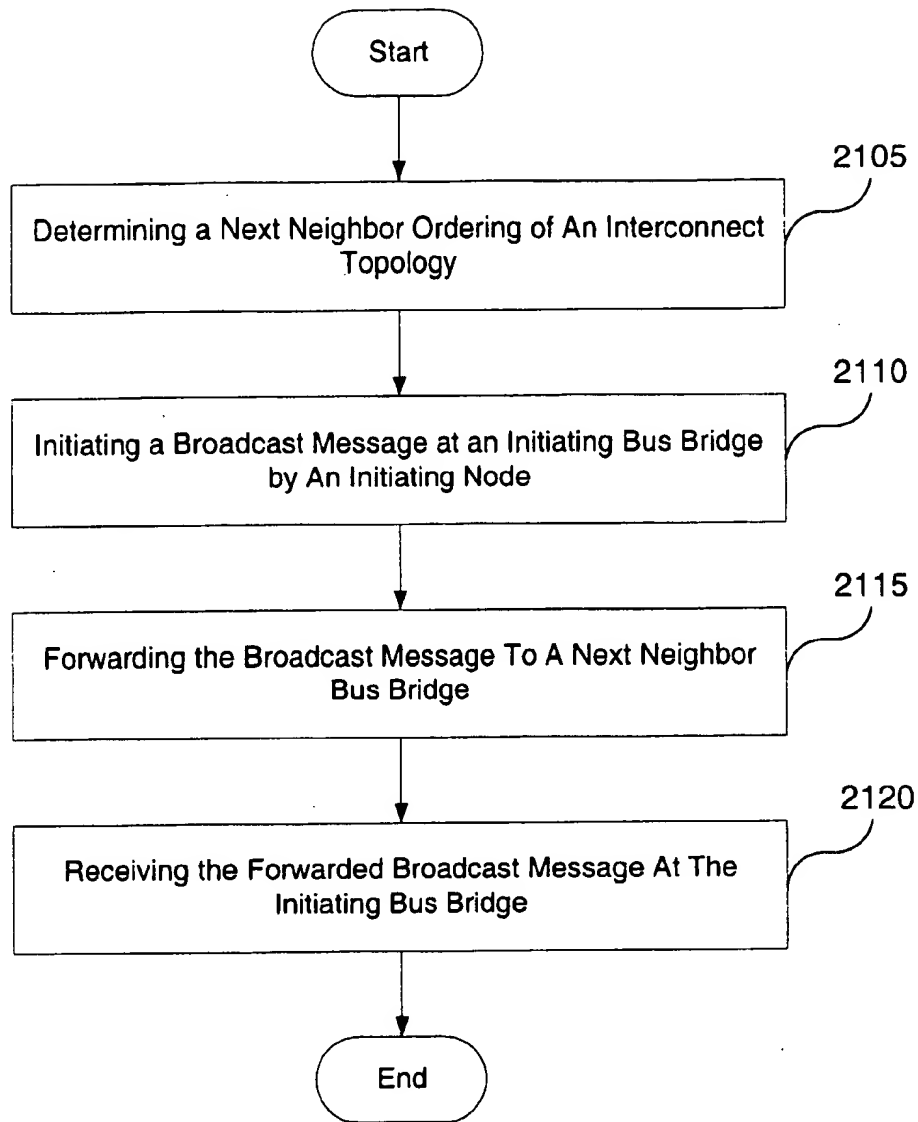 Start
2105
Determining a Next Neighbor Ordering of An Interconnect
Topology
2110
Initiating a Broadcast Message at an Initiating Bus Bridge
by An Initiating Node
2115
Forwarding the Broadcast Message To A Next Neighbor
Bus Bridge
2120
Receiving the Forwarded Broadcast Message At The
Initiating Bus Bridge
End